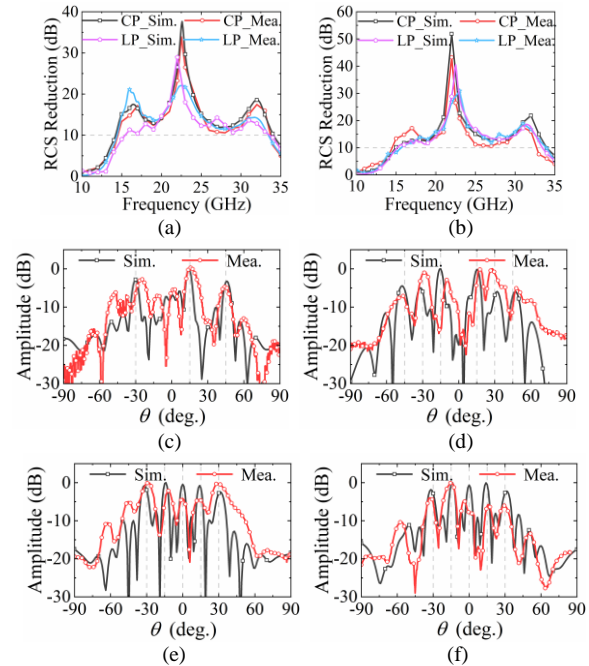 CP_Sim. CP_Mea.
LP_Sim. LP_Mea.
RCS Reduction (dB)
40
30
20
10
0
10 15 20 25 30 35
Frequency (GHz)
(a)
CP_Sim. CP_Mea.
LP_Sim. LP_Mea.
RCS Reduction (dB)
60
50
40
30
20
10
0
10 15 20 25 30 35
Frequency (GHz)
(b)
Sim. Mea.
Amplitude (dB)
0
-10
-20
-30
-90 -60 -30 0 30 60 90
θ (deg.)
(c)
Sim. Mea.
Amplitude (dB)
0
-10
-20
-30
-90 -60 -30 0 30 60 90
θ (deg.)
(d)
Sim. Mea.
Amplitude (dB)
0
-10
-20
-30
-90 -60 -30 0 30 60 90
θ (deg.)
(e)
Sim. Mea.
Amplitude (dB)
0
-10
-20
-30
-90 -60 -30 0 30 60 90
θ (deg.)
(f)